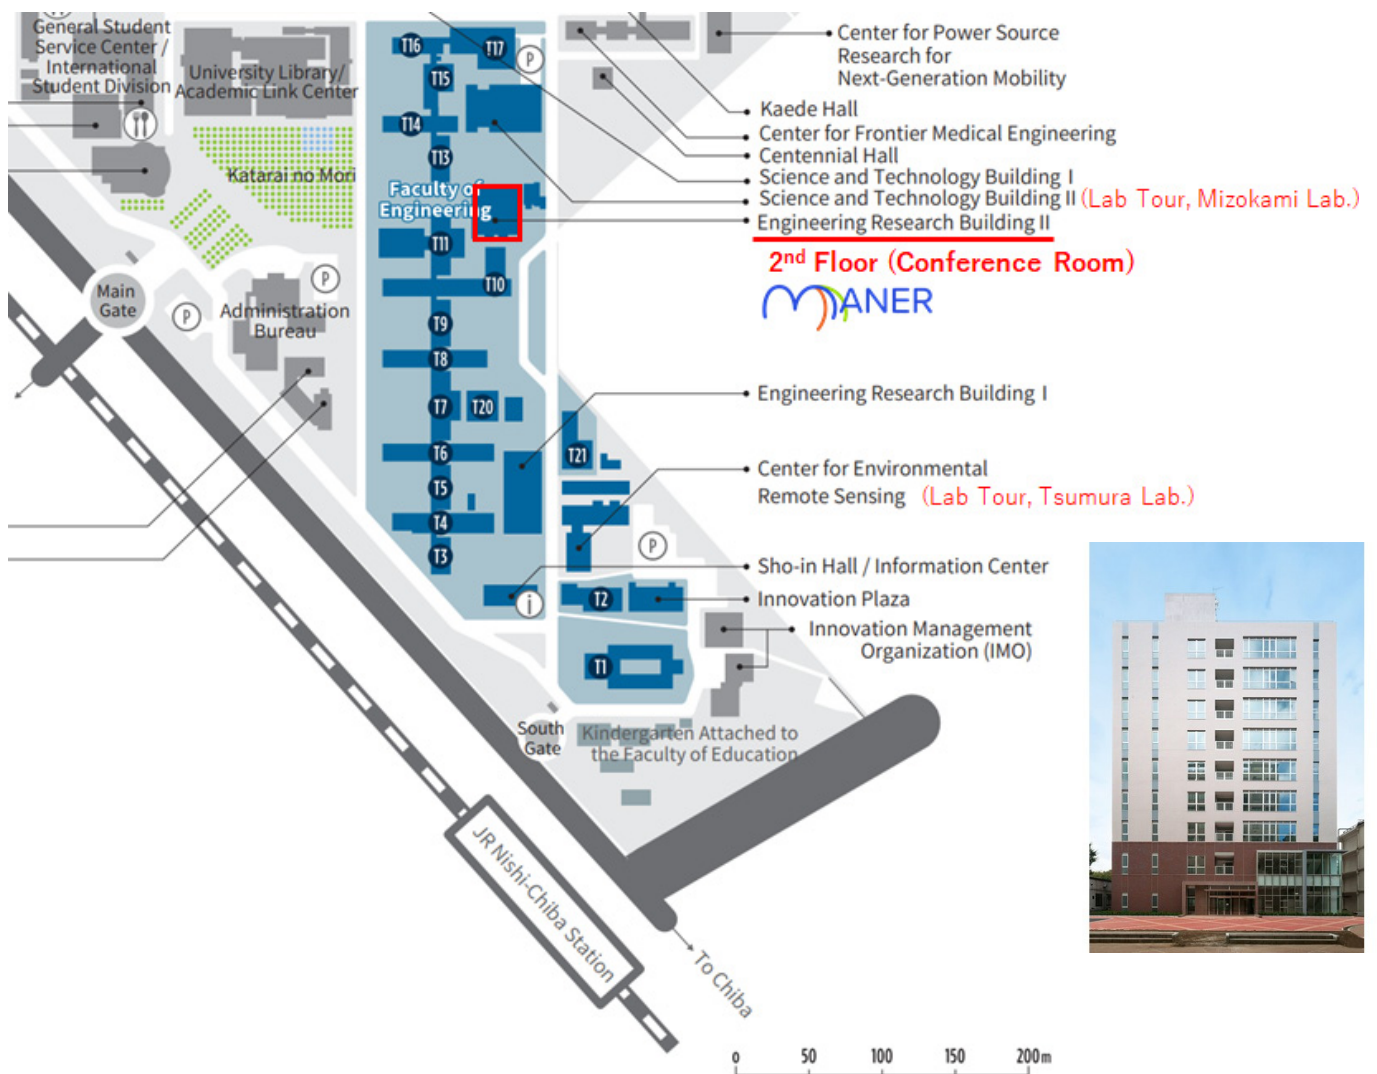 General Student
Service Center /
International
Student Division
University Library/
Academic Link Center
Katarai no Mori
Main
Gate
P
P
Administration
Bureau
T16
T17
P
T15
T14
T13
Faculty of
Engineering
T11
T10
T9
T8
T7
T20
T6
T5
T4
T3
T21
P
i
T2
T1
South
Gate
Kindergarten Attached to
the Faculty of Education
JR Nishi-Chiba Station
To Chiba
Center for Power Source
Research for
Next-Generation Mobility
Kaede Hall
Center for Frontier Medical Engineering
Centennial Hall
Science and Technology Building I
Science and Technology Building II (Lab Tour, Mizokami Lab.)
Engineering Research Building II
2nd Floor (Conference Room)
MANER
Engineering Research Building I
Center for Environmental
Remote Sensing (Lab Tour, Tsumura Lab.)
Sho-in Hall / Information Center
Innovation Plaza
Innovation Management
Organization (IMO)
0 50 100 150 200m